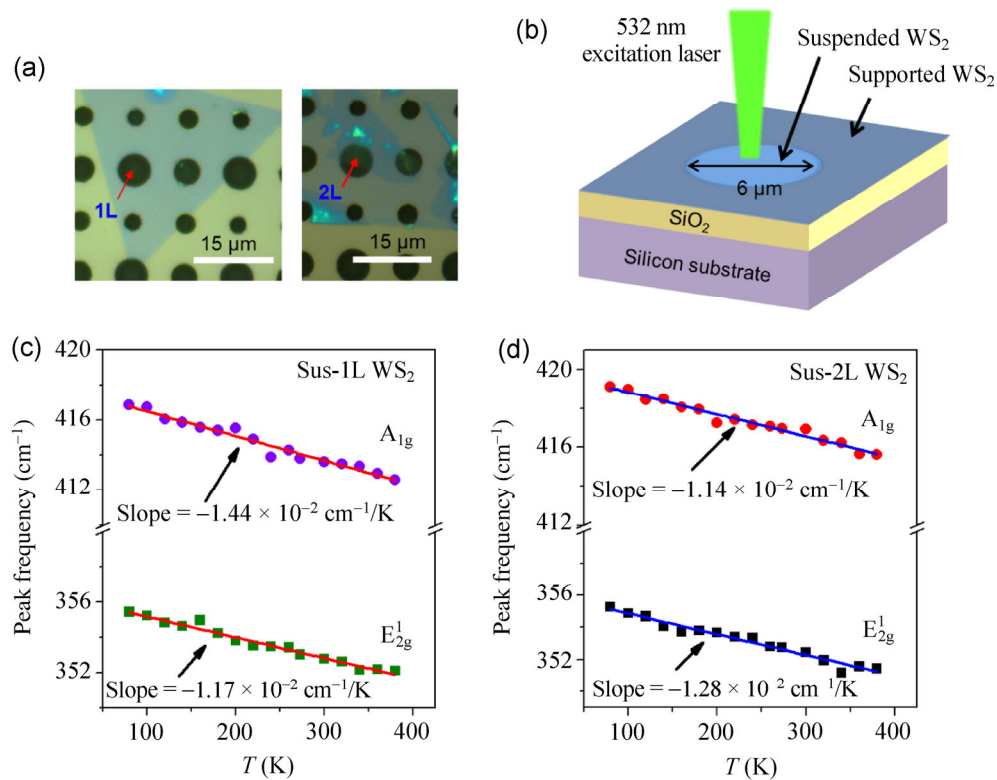 (a)
1L
15 µm
2L
15 µm
(b)
532 nm
excitation laser
Suspended WS₂
Supported WS₂
6 µm
SiO₂
Silicon substrate
(c)
Peak frequency (cm⁻¹)
420
416
412
356
352
Sus-1L WS₂
A₁g
Slope = −1.44 × 10⁻² cm⁻¹/K
E¹₂g
Slope = −1.17 × 10⁻² cm⁻¹/K
100 200 300 400
T (K)
(d)
Peak frequency (cm⁻¹)
420
416
412
356
352
Sus-2L WS₂
A₁g
Slope = −1.14 × 10⁻² cm⁻¹/K
E¹₂g
Slope = −1.28 × 10 ² cm ¹/K
100 200 300 400
T (K)